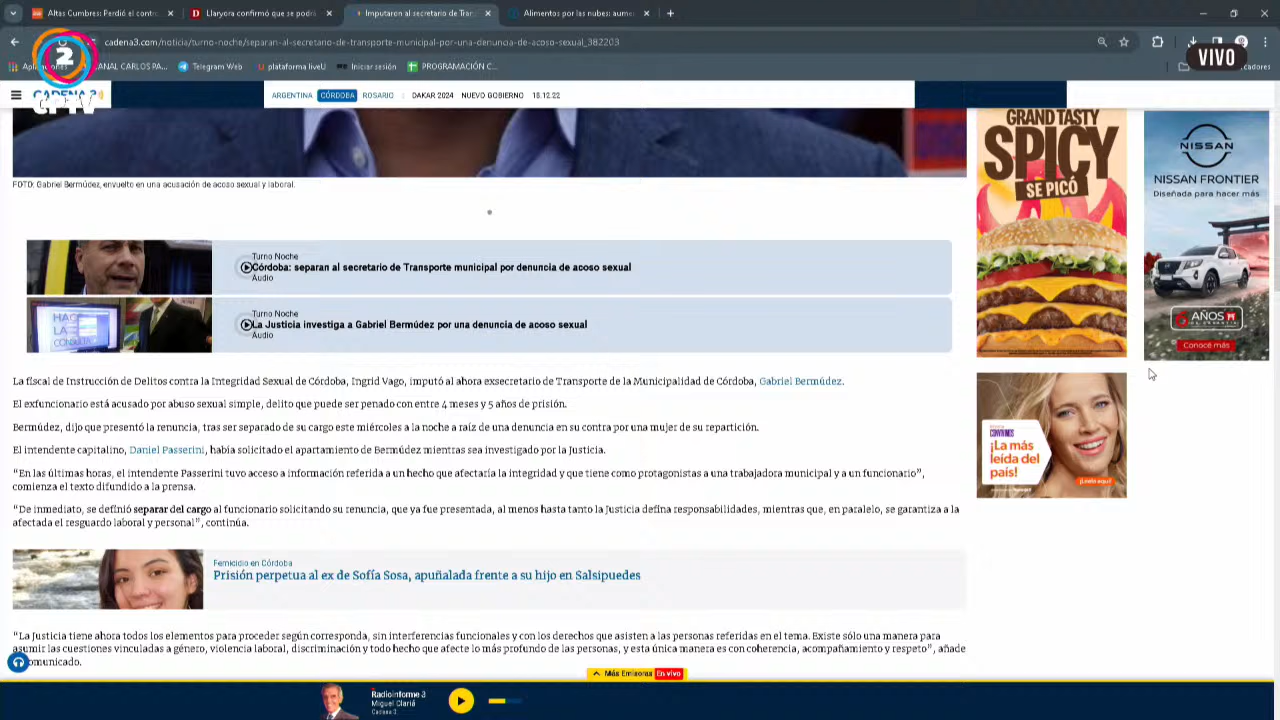 Altas Cumbres: Perdió el contr
Llaryora confirmó que se podrá
Imputaron al secretario de Tran
Alimentos por las nubes: aume
cadena3.com/noticia/turno-noche/separan-al-secretario-de-transporte-municipal-por-una-denuncia-de-acoso-sexual_382203
Telegram Web
plataforma liveU
Iniciar sesión
PROGRAMACIÓN C...
2
CPTV
VIVO
CADENA 3
ARGENTINA CÓRDOBA ROSARIO : DAKAR 2024 NUEVO GOBIERNO 15.12.22
FOTO: Gabriel Bermúdez, envuelto en una acusación de acoso sexual y laboral.
Turno Noche
Córdoba: separan al secretario de Transporte municipal por denuncia de acoso sexual
Audio
HACÉ
LA
CONSULTA
Turno Noche
La Justicia investiga a Gabriel Bermúdez por una denuncia de acoso sexual
Audio
La fiscal de Instrucción de Delitos contra la Integridad Sexual de Córdoba, Ingrid Vago, imputó al ahora exsecretario de Transporte de la Municipalidad de Córdoba, Gabriel Bermúdez.
El exfuncionario está acusado por abuso sexual simple, delito que puede ser penado con entre 4 meses y 5 años de prisión.
Bermúdez, dijo que presentó la renuncia, tras ser separado de su cargo este miércoles a la noche a raíz de una denuncia en su contra por una mujer de su repartición.
El intendente capitalino, Daniel Passerini, había solicitado el apartamiento de Bermúdez mientras sea investigado por la Justicia.
“En las últimas horas, el intendente Passerini tuvo acceso a información referida a un hecho que afectaría la integridad y que tiene como protagonistas a una trabajadora municipal y a un funcionario”,
comienza el texto difundido a la prensa.
“De inmediato, se definió separar del cargo al funcionario solicitando su renuncia, que ya fue presentada, al menos hasta tanto la Justicia defina responsabilidades, mientras que, en paralelo, se garantiza a la
afectada el resguardo laboral y personal”, continúa.
Femicidio en Córdoba
Prisión perpetua al ex de Sofía Sosa, apuñalada frente a su hijo en Salsipuedes
“La Justicia tiene ahora todos los elementos para proceder según corresponda, sin interferencias funcionales y con los derechos que asisten a las personas referidas en el tema. Existe sólo una manera para
asumir las cuestiones vinculadas a género, violencia laboral, discriminación y todo hecho que afecte lo más profundo de las personas, y esta única manera es con coherencia, acompañamiento y respeto”, añade
comunicado.
GRAND TASTY
SPICY
SE PICÓ
NISSAN
NISSAN FRONTIER
Diseñada para hacer más
6 AÑOS
Conocé más
CONVIVIMOS
¡La más
leída del
país!
Más Emisoras En vivo
Radioinforme 3
Miguel Clariá
Cadena 3